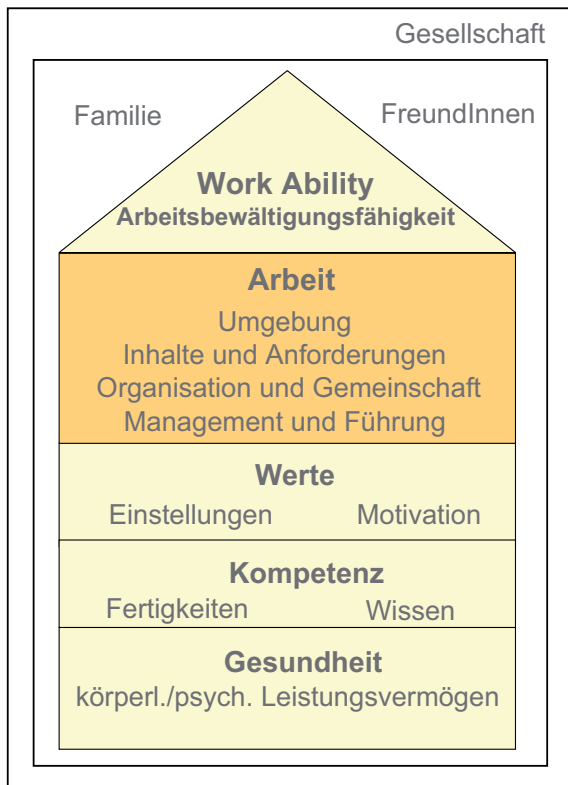 Gesellschaft
Familie
FreundInnen
Work Ability
Arbeitsbewältigungsfähigkeit
Arbeit
Umgebung
Inhalte und Anforderungen
Organisation und Gemeinschaft
Management und Führung
Werte
Einstellungen Motivation
Kompetenz
Fertigkeiten Wissen
Gesundheit
körperl./psych. Leistungsvermögen